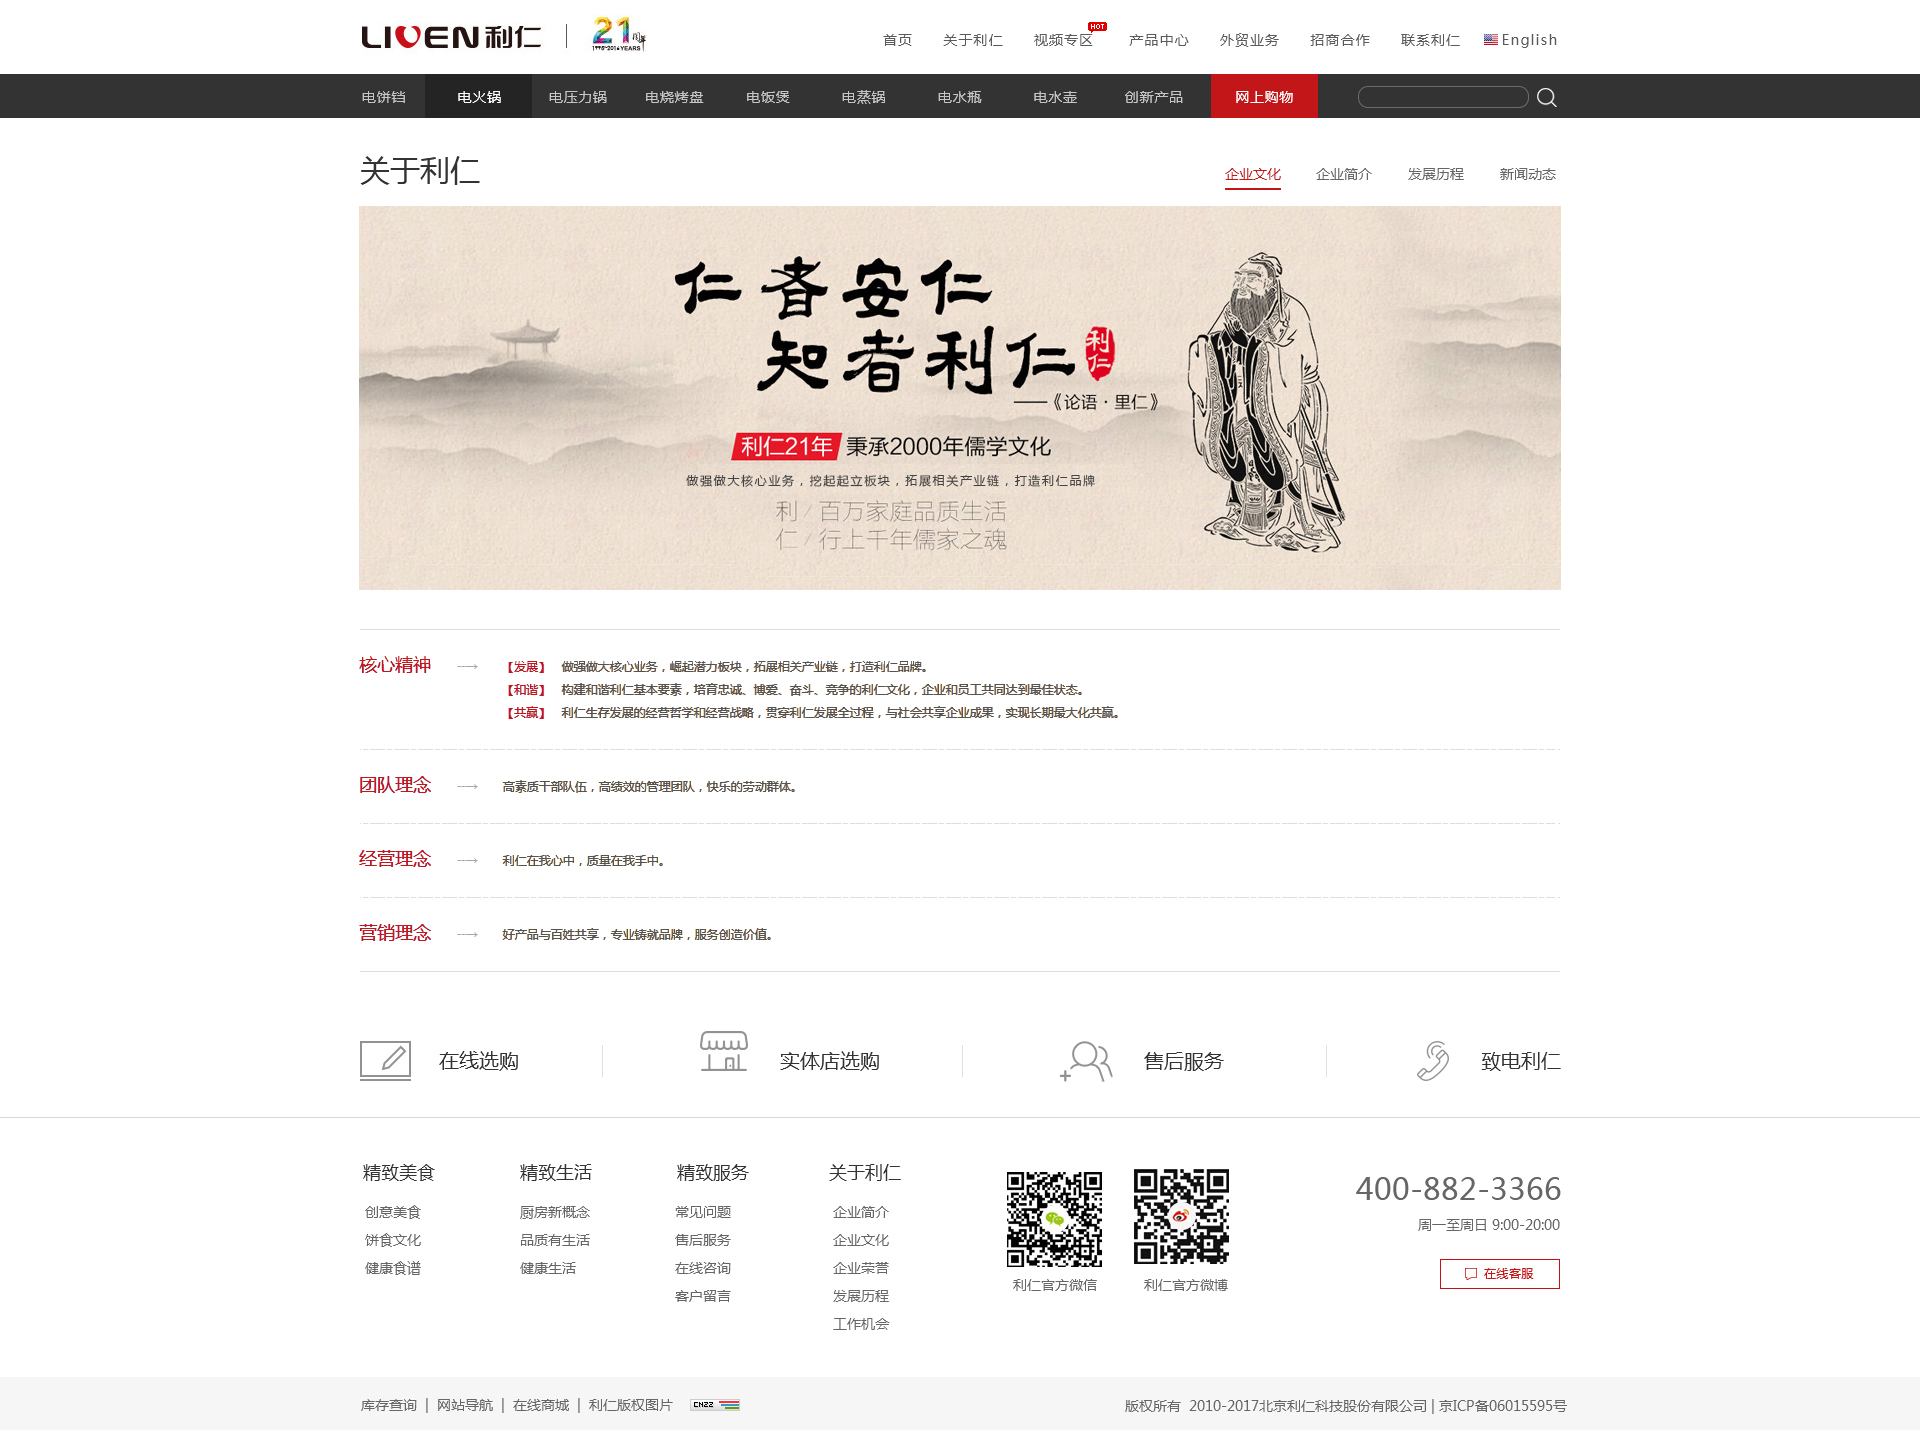 LIVEN利仁
21周年
1995-2016 YEARS
首页 关于利仁 视频专区 HOT 产品中心 外贸业务 招商合作 联系利仁 English
电饼铛 电火锅 电压力锅 电烧烤盘 电饭煲 电蒸锅 电水瓶 电水壶 创新产品 网上购物
关于利仁
企业文化 企业简介 发展历程 新闻动态
仁者安仁
知者利仁
利仁
——《论语·里仁》
利仁21年 秉承2000年儒学文化
做强做大核心业务，挖起起立板块，拓展相关产业链，打造利仁品牌
利 / 百万家庭品质生活
仁 / 行上千年儒家之魂
核心精神
【发展】 做强做大核心业务，崛起潜力板块，拓展相关产业链，打造利仁品牌。
【和谐】 构建和谐利仁基本要素，培育忠诚、博爱、奋斗、竞争的利仁文化，企业和员工共同达到最佳状态。
【共赢】 利仁生存发展的经营哲学和经营战略，贯穿利仁发展全过程，与社会共享企业成果，实现长期最大化共赢。
团队理念 高素质干部队伍，高绩效的管理团队，快乐的劳动群体。
经营理念 利仁在我心中，质量在我手中。
营销理念 好产品与百姓共享，专业铸就品牌，服务创造价值。
在线选购 实体店选购 售后服务 致电利仁
精致美食
创意美食
饼食文化
健康食谱
精致生活
厨房新概念
品质有生活
健康生活
精致服务
常见问题
售后服务
在线咨询
客户留言
关于利仁
企业简介
企业文化
企业荣誉
发展历程
工作机会
利仁官方微信
利仁官方微博
400-882-3366
周一至周日 9:00-20:00
在线客服
库存查询 | 网站导航 | 在线商城 | 利仁版权图片 CNZZ
版权所有 2010-2017北京利仁科技股份有限公司 | 京ICP备06015595号